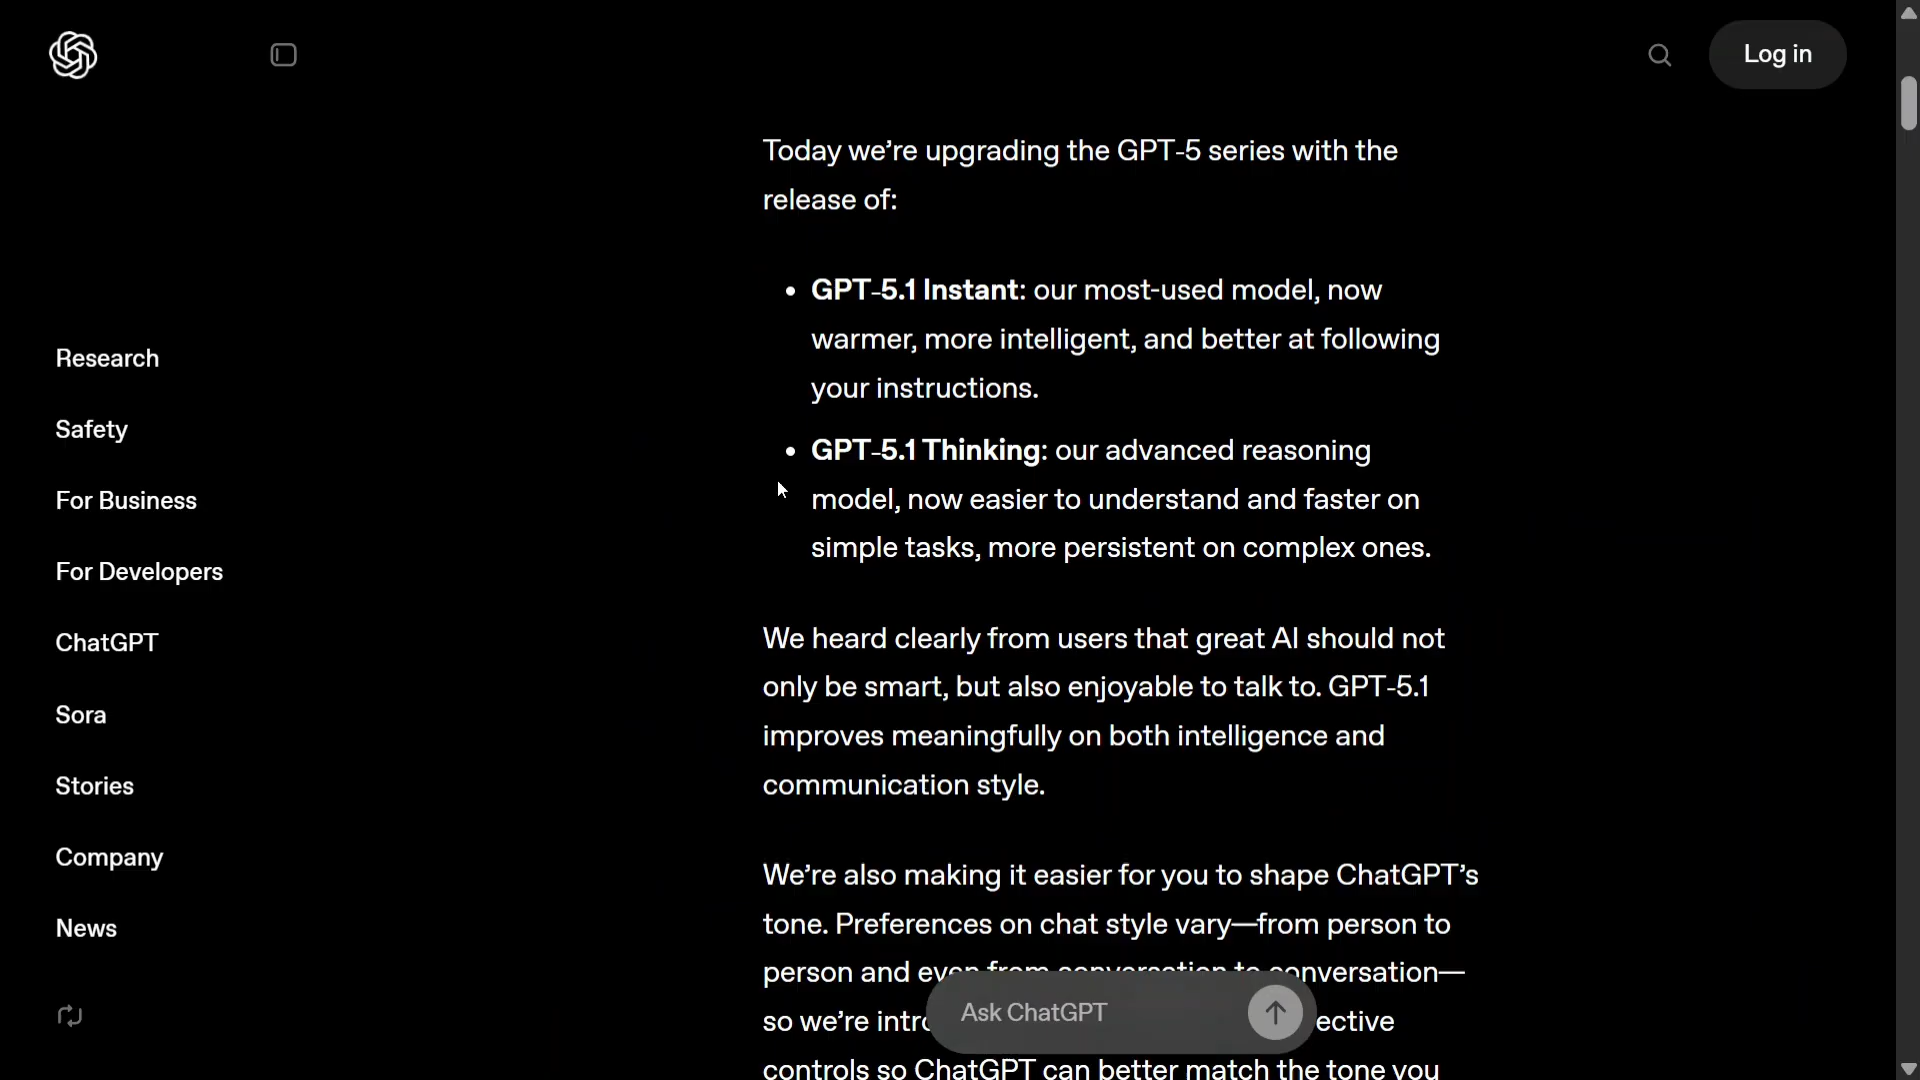 Log in
Research
Safety
For Business
For Developers
ChatGPT
Sora
Stories
Company
News
Today we’re upgrading the GPT-5 series with the
release of:
• GPT-5.1 Instant: our most-used model, now
warmer, more intelligent, and better at following
your instructions.
• GPT-5.1 Thinking: our advanced reasoning
model, now easier to understand and faster on
simple tasks, more persistent on complex ones.
We heard clearly from users that great AI should not
only be smart, but also enjoyable to talk to. GPT-5.1
improves meaningfully on both intelligence and
communication style.
We’re also making it easier for you to shape ChatGPT’s
tone. Preferences on chat style vary—from person to
person and even from conversation to conversation—
so we’re intro ective
controls so ChatGPT can better match the tone you
Ask ChatGPT